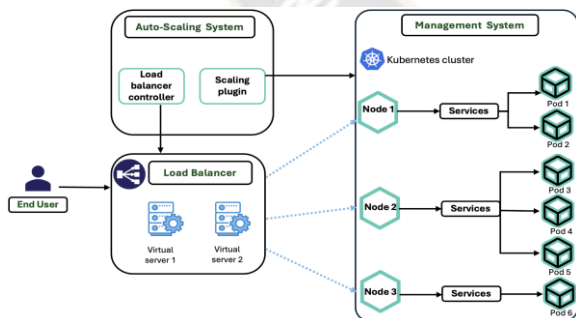 Auto-Scaling System
Load
balancer
controller
Scaling
plugin
Management System
Kubernetes cluster
Node 1
Services
Pod 1
Pod 2
Load Balancer
End User
Virtual
server 1
Virtual
server 2
Node 2
Services
Pod 3
Pod 4
Pod 5
Node 3
Services
Pod 6